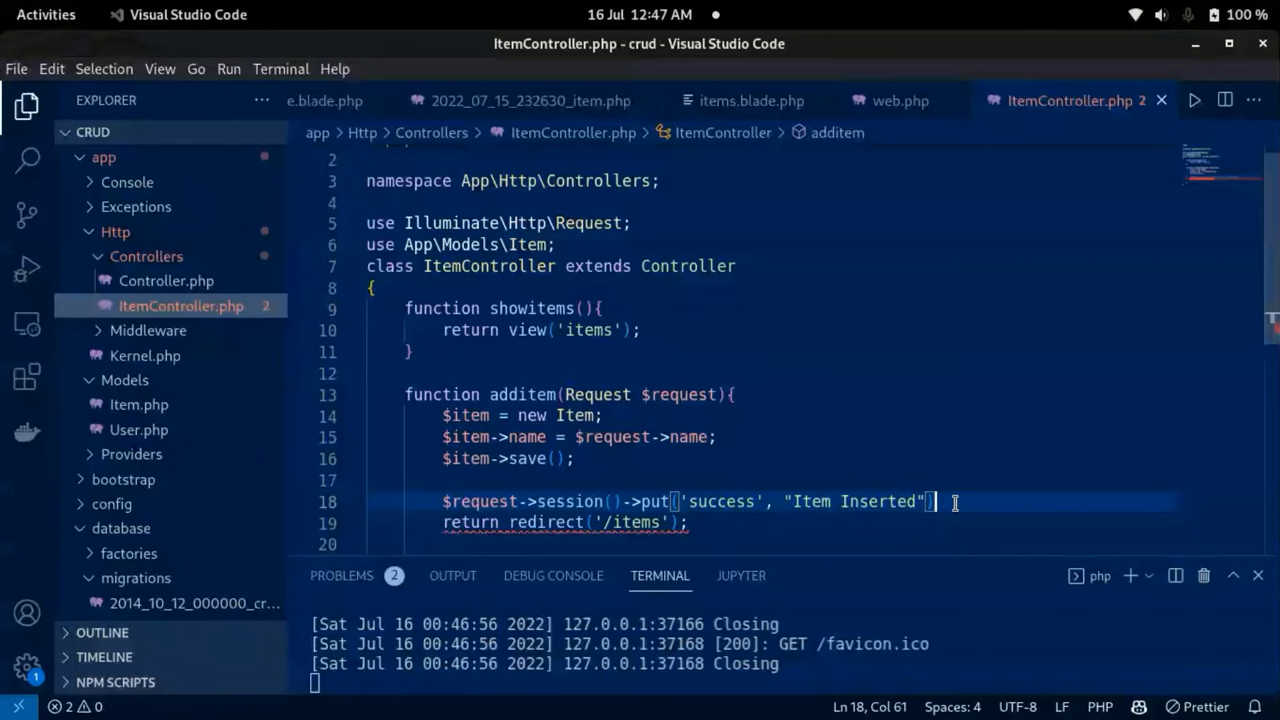 Activities
Visual Studio Code
16 Jul 12:47 AM
100 %
ItemController.php - crud - Visual Studio Code
File Edit Selection View Go Run Terminal Help
EXPLORER
e.blade.php
2022_07_15_232630_item.php
items.blade.php
web.php
ItemController.php 2
CRUD
app > Http > Controllers > ItemController.php > ItemController > additem
app
Console
Exceptions
Http
Controllers
Controller.php
ItemController.php 2
Middleware
Kernel.php
Models
Item.php
User.php
Providers
bootstrap
config
database
factories
migrations
2014_10_12_000000_cr...
OUTLINE
TIMELINE
NPM SCRIPTS
2
3 namespace App\Http\Controllers;
4
5 use Illuminate\Http\Request;
6 use App\Models\Item;
7 class ItemController extends Controller
8 {
9 function showitems(){
10 return view('items');
11 }
12
13 function additem(Request $request){
14 $item = new Item;
15 $item->name = $request->name;
16 $item->save();
17
18 $request->session()->put('success', "Item Inserted")
19 return redirect('/items');
20
PROBLEMS 2 OUTPUT DEBUG CONSOLE TERMINAL JUPYTER
php
[Sat Jul 16 00:46:56 2022] 127.0.0.1:37166 Closing
[Sat Jul 16 00:46:56 2022] 127.0.0.1:37168 [200]: GET /favicon.ico
[Sat Jul 16 00:46:56 2022] 127.0.0.1:37168 Closing
1
2 0
Ln 18, Col 61
Spaces: 4
UTF-8
LF
PHP
Prettier